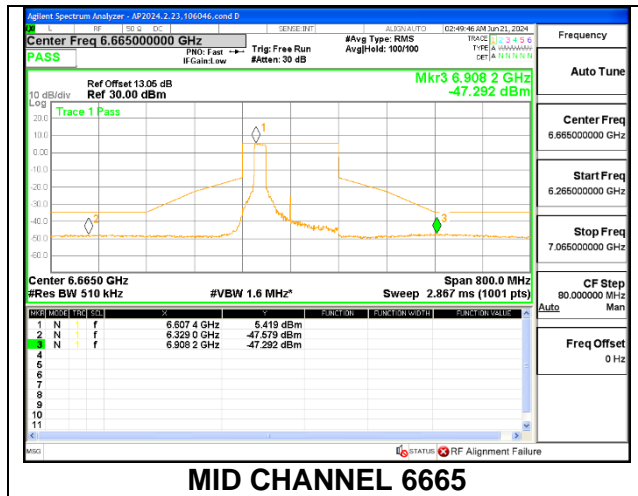 Agilent Spectrum Analyzer - AP2024.2.23,106046,cond D
L RF 50 Ω DC SENSE:INT ALIGNAUTO 02:49:46 AM Jun 21, 2024
Center Freq 6.665000000 GHz #Avg Type: RMS TRACE 1 2 3 4 5 6
PASS PNO: Fast Trig: Free Run Avg|Hold: 100/100 TYPE A WWWWW
IFGain:Low #Atten: 30 dB DET A N N N N N
Mkr3 6.908 2 GHz
Ref Offset 13.05 dB
10 dB/div Ref 30.00 dBm -47.292 dBm
Log
Trace 1 Pass
20.0
10.0
0.00
-10.0
-20.0
-30.0
-40.0
-50.0
-60.0
1
2
3
Center 6.6650 GHz Span 800.0 MHz
#Res BW 510 kHz #VBW 1.6 MHz* Sweep 2.867 ms (1001 pts)
MKR MODE TRC SCL X Y FUNCTION FUNCTION WIDTH FUNCTION VALUE
1 N 1 f 6.607 4 GHz 5.419 dBm
2 N 1 f 6.329 0 GHz -47.579 dBm
3 N 1 f 6.908 2 GHz -47.292 dBm
4
5
6
7
8
9
10
11
MSG STATUS RF Alignment Failure
Frequency
Auto Tune
Center Freq
6.665000000 GHz
Start Freq
6.265000000 GHz
Stop Freq
7.065000000 GHz
CF Step
80.000000 MHz
Auto Man
Freq Offset
0 Hz
MID CHANNEL 6665